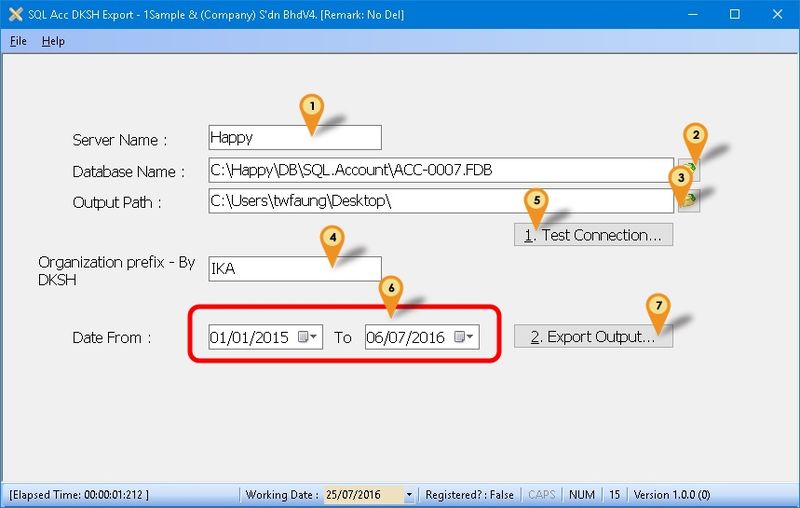 SQL Acc DKSH Export - 1Sample & (Company) S'dn BhdV4. [Remark: No Del]
File Help
1
Server Name : Happy
2
Database Name : C:\Happy\DB\SQL.Account\ACC-0007.FDB
3
Output Path : C:\Users\twfaung\Desktop\
5
1. Test Connection...
4
Organization prefix - By DKSH IKA
6
7
Date From : 01/01/2015 To 06/07/2016 2. Export Output...
[Elapsed Time: 00:00:01:212 ] Working Date : 25/07/2016 Registered? : False CAPS NUM 15 Version 1.0.0 (0)